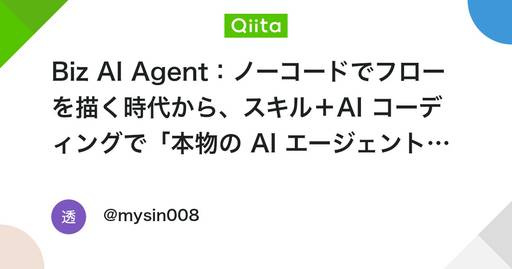 Qiita
Biz AI Agent：ノーコードでフロー
を描く時代から、スキル＋AI コーデ
ィングで「本物の AI エージェント…
透
@mysin008